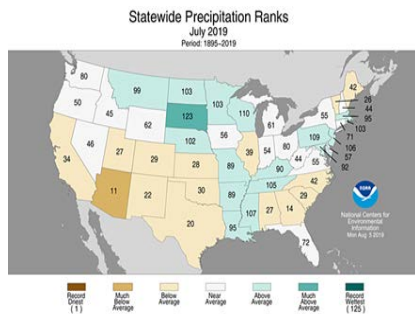 Statewide Precipitation Ranks
July 2019
Period: 1895–2019
80
99
103
103
42
50
45
123
110
55
26
44
95
103
62
61
71
106
57
92
102
56
109
34
46
27
29
28
39
54
80
44
55
89
90
42
11
22
30
89
105
29
20
95
107
27
14
72
NOAA
National Centers for
Environmental
Information
Mon Aug 5 2019
Record
Driest
(1)
Much
Below
Average
Below
Average
Near
Average
Above
Average
Much
Above
Average
Record
Wettest
(125)